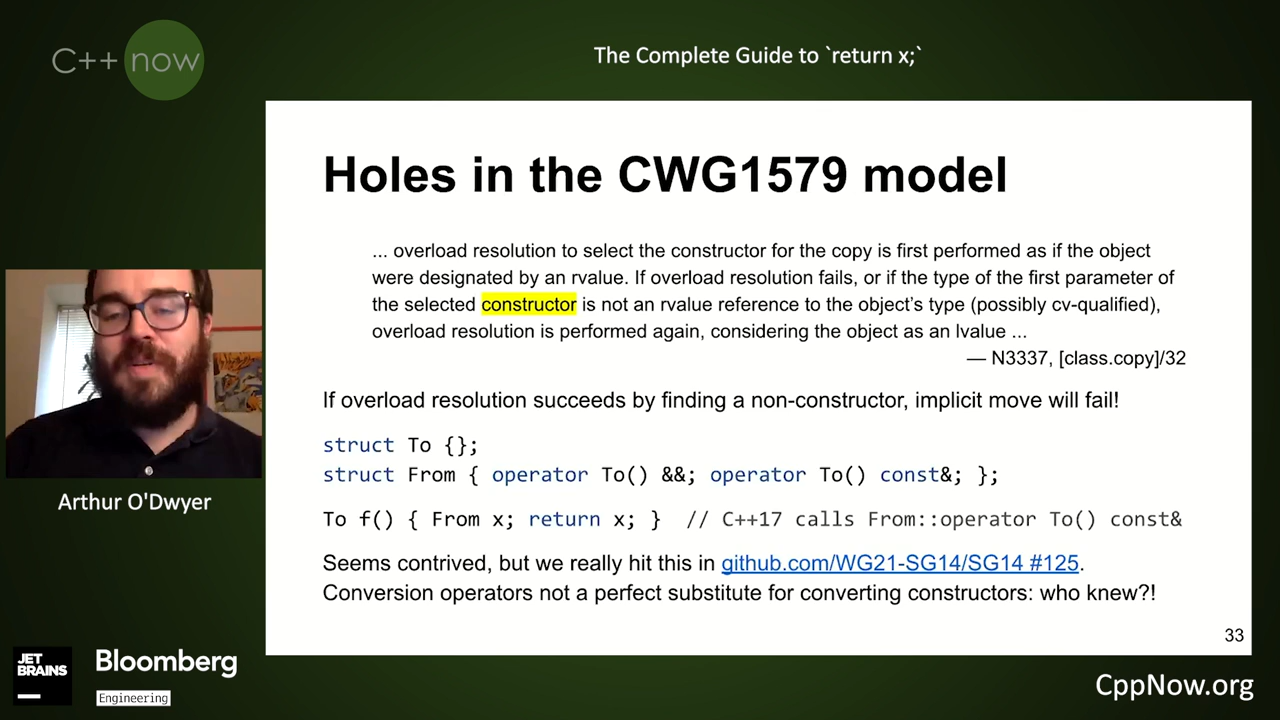 C++ now
The Complete Guide to `return x;`
Holes in the CWG1579 model
... overload resolution to select the constructor for the copy is first performed as if the object
were designated by an rvalue. If overload resolution fails, or if the type of the first parameter of
the selected constructor is not an rvalue reference to the object’s type (possibly cv-qualified),
overload resolution is performed again, considering the object as an lvalue ...
— N3337, [class.copy]/32
If overload resolution succeeds by finding a non-constructor, implicit move will fail!
struct To {};
struct From { operator To() &&; operator To() const&; };
To f() { From x; return x; } // C++17 calls From::operator To() const&
Seems contrived, but we really hit this in github.com/WG21-SG14/SG14 #125.
Conversion operators not a perfect substitute for converting constructors: who knew?!
33
Arthur O'Dwyer
JET
BRAINS
Bloomberg
Engineering
CppNow.org